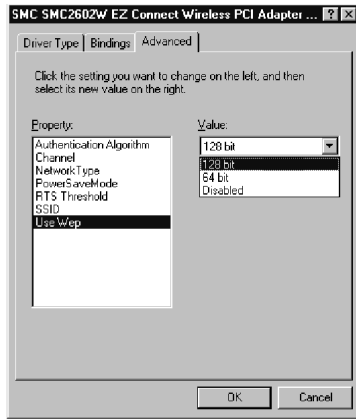 SMC SMC2602W EZ Connect Wireless PCI Adapter ...
Driver Type Bindings Advanced
Click the setting you want to change on the left, and then
select its new value on the right.
Property:
Authentication Algorithm
Channel
NetworkType
PowerSaveMode
RTS Threshold
SSID
Use Wep
Value:
128 bit
128 bit
64 bit
Disabled
OK Cancel